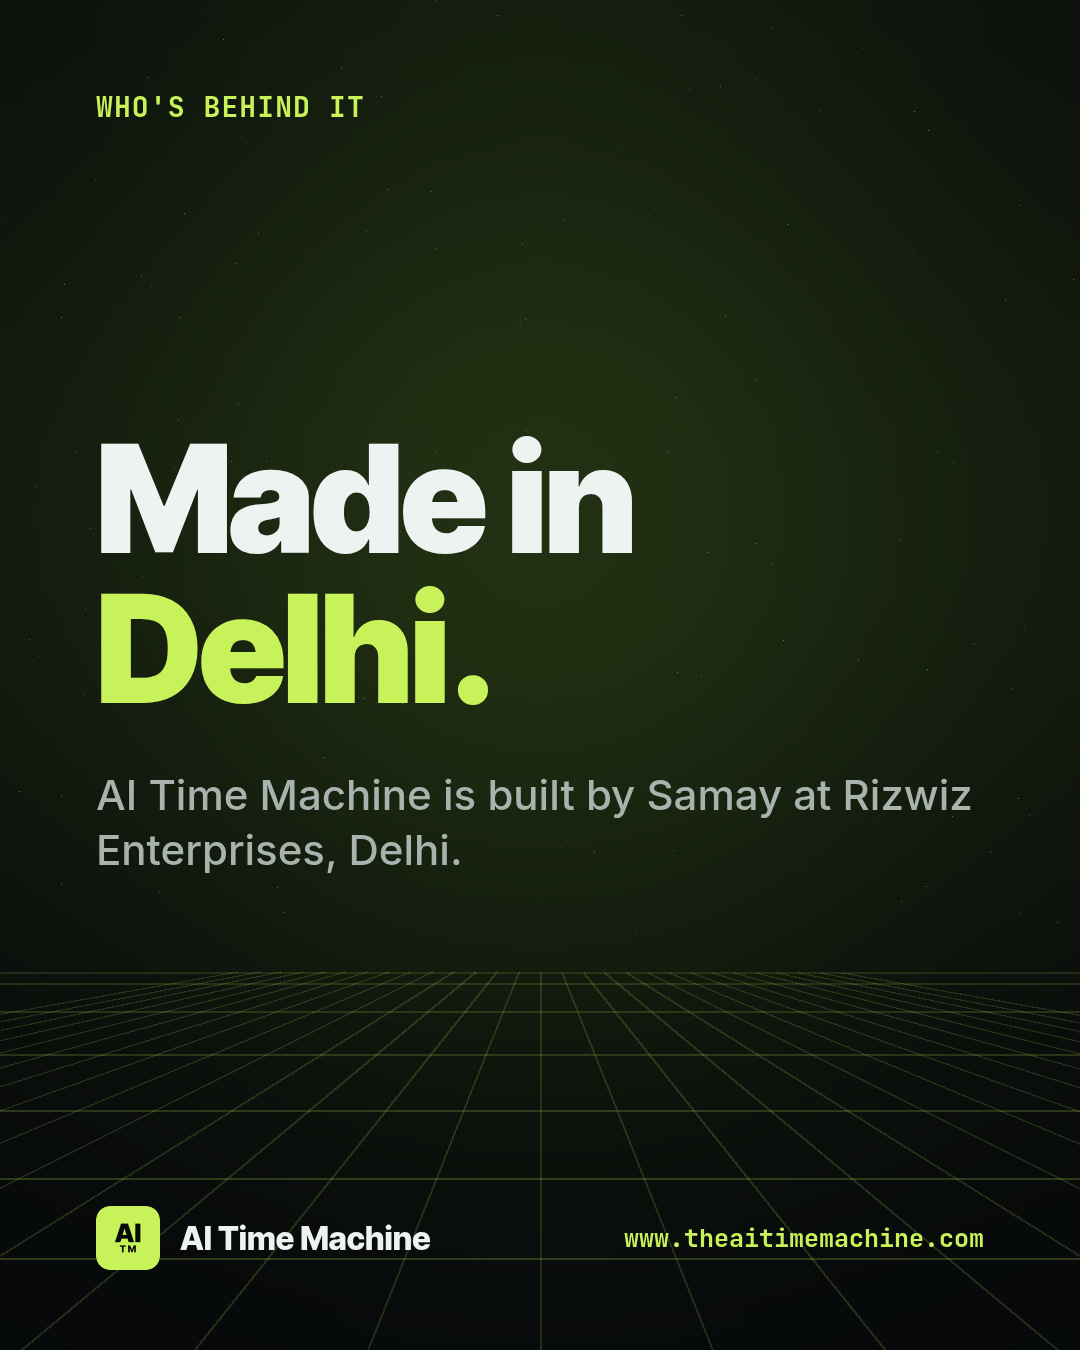 WHO'S BEHIND IT
Made in
Delhi.
AI Time Machine is built by Samay at Rizwiz
Enterprises, Delhi.
AI
TM
AI Time Machine
www.theaitimemachine.com